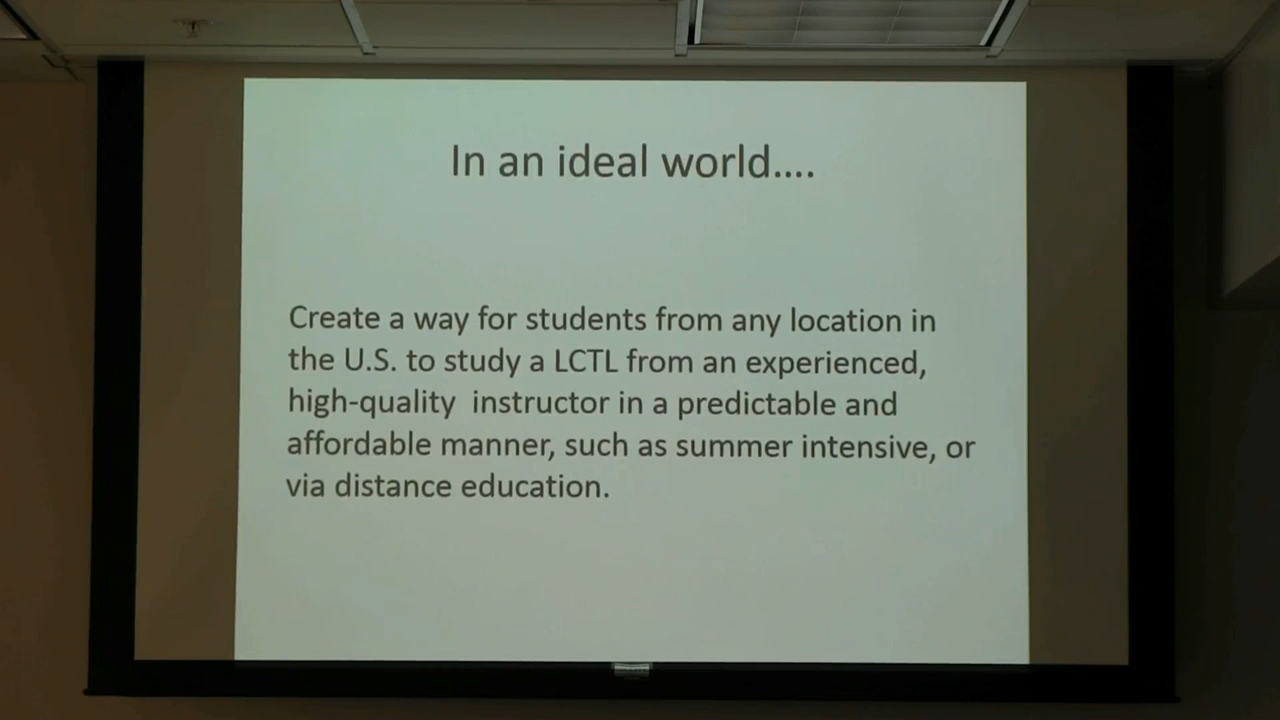 In an ideal world....
Create a way for students from any location in
the U.S. to study a LCTL from an experienced,
high-quality  instructor in a predictable and
affordable manner, such as summer intensive, or
via distance education.